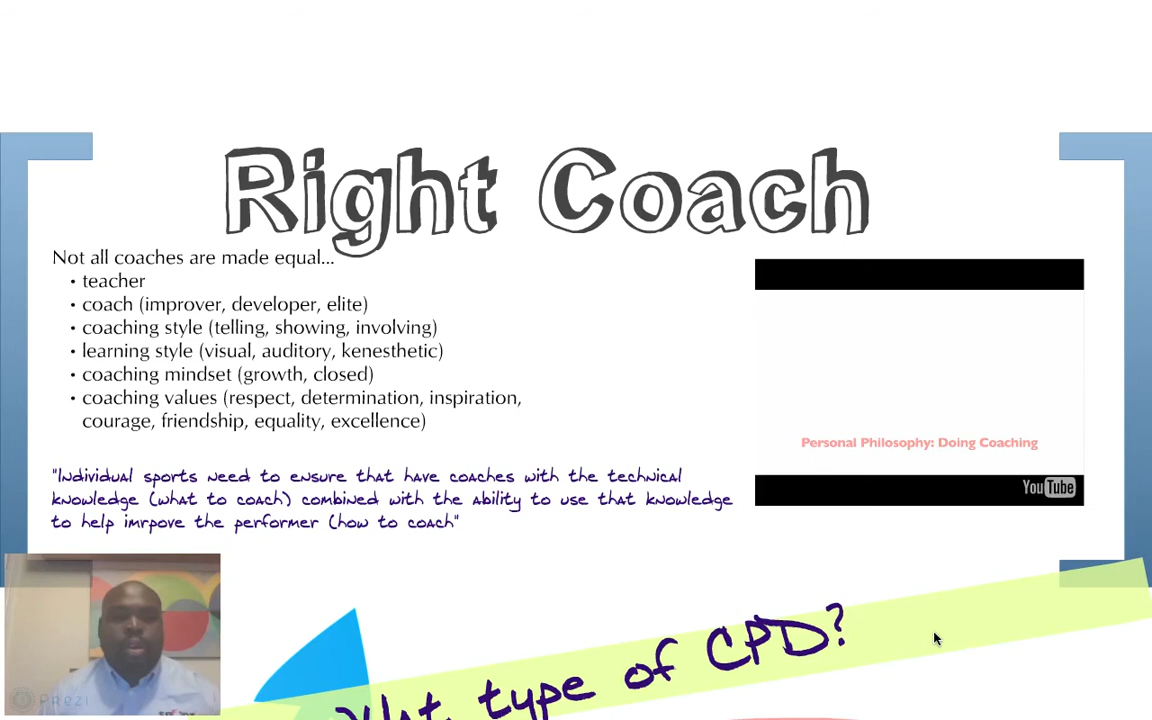 Right Coach
Not all coaches are made equal...
• teacher
• coach (improver, developer, elite)
• coaching style (telling, showing, involving)
• learning style (visual, auditory, kenesthetic)
• coaching mindset (growth, closed)
• coaching values (respect, determination, inspiration,
courage, friendship, equality, excellence)
"Individual sports need to ensure that have coaches with the technical
knowledge (what to coach) combined with the ability to use that knowledge
to help imrpove the performer (how to coach"
Personal Philosophy: Doing Coaching
YouTube
What type of CPD?
Prezi